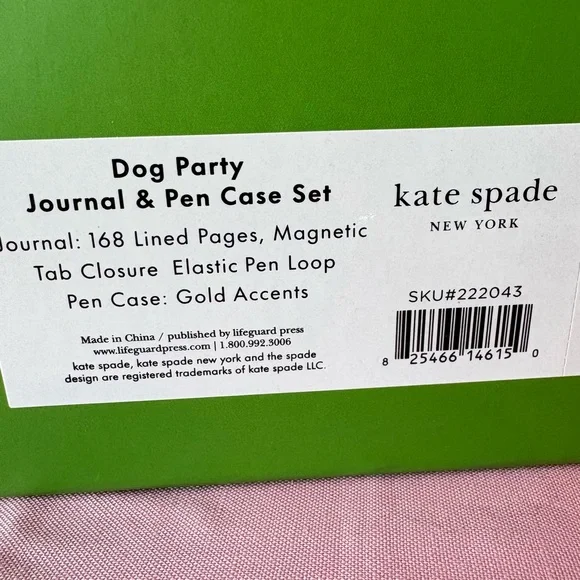 Dog Party
Journal & Pen Case Set
Journal: 168 Lined Pages, Magnetic
Tab Closure Elastic Pen Loop
Pen Case: Gold Accents
Made in China / published by lifeguard press
www.lifeguardpress.com | 1.800.992.3006
kate spade, kate spade new york and the spade
design are registered trademarks of kate spade LLC.
kate spade
NEW YORK
SKU#222043
8 25466 14615 0